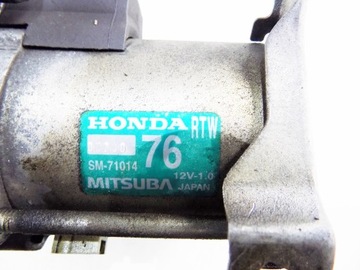 HONDA RTW
76
SM-71014 12V-1.0
MITSUBA JAPAN